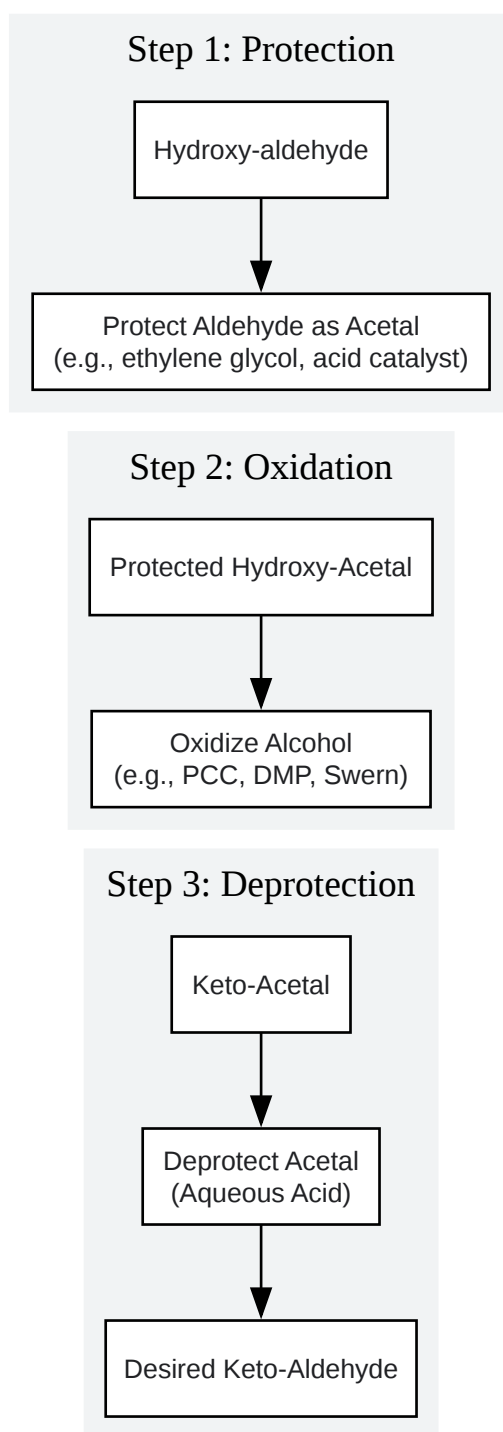 Step 1: Protection
Hydroxy-aldehyde
Protect Aldehyde as Acetal
(e.g., ethylene glycol, acid catalyst)
Step 2: Oxidation
Protected Hydroxy-Acetal
Oxidize Alcohol
(e.g., PCC, DMP, Swern)
Step 3: Deprotection
Keto-Acetal
Deprotect Acetal
(Aqueous Acid)
Desired Keto-Aldehyde